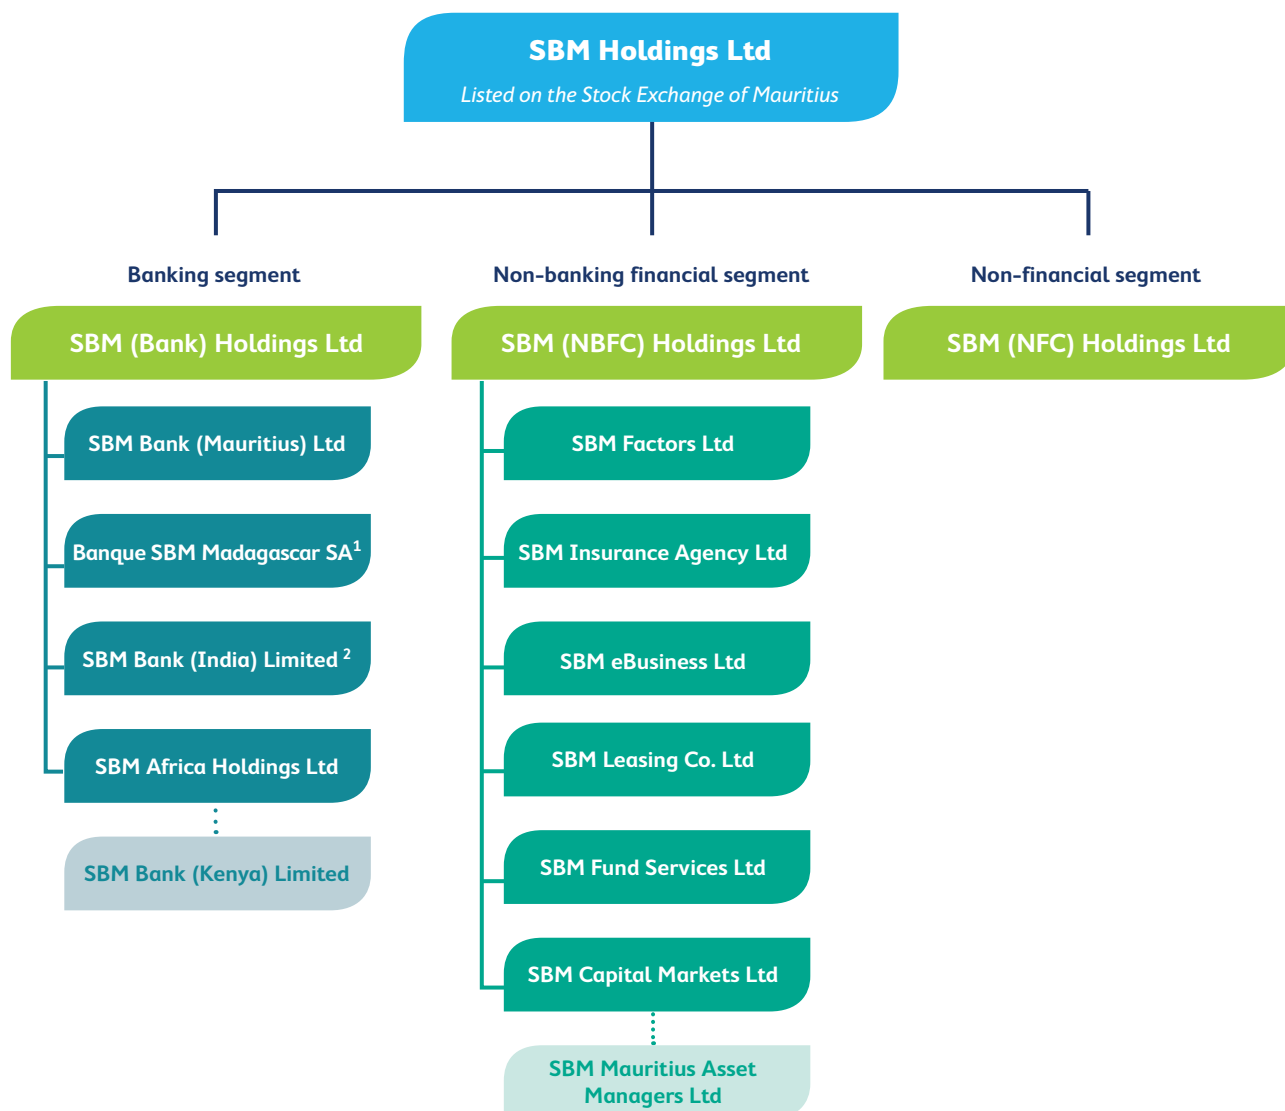 SBM Holdings Ltd
Listed on the Stock Exchange of Mauritius
Banking segment
SBM (Bank) Holdings Ltd
SBM Bank (Mauritius) Ltd
Banque SBM Madagascar SA¹
SBM Bank (India) Limited ²
SBM Africa Holdings Ltd
SBM Bank (Kenya) Limited
Non-banking financial segment
SBM (NBFC) Holdings Ltd
SBM Factors Ltd
SBM Insurance Agency Ltd
SBM eBusiness Ltd
SBM Leasing Co. Ltd
SBM Fund Services Ltd
SBM Capital Markets Ltd
SBM Mauritius Asset
Managers Ltd
Non-financial segment
SBM (NFC) Holdings Ltd